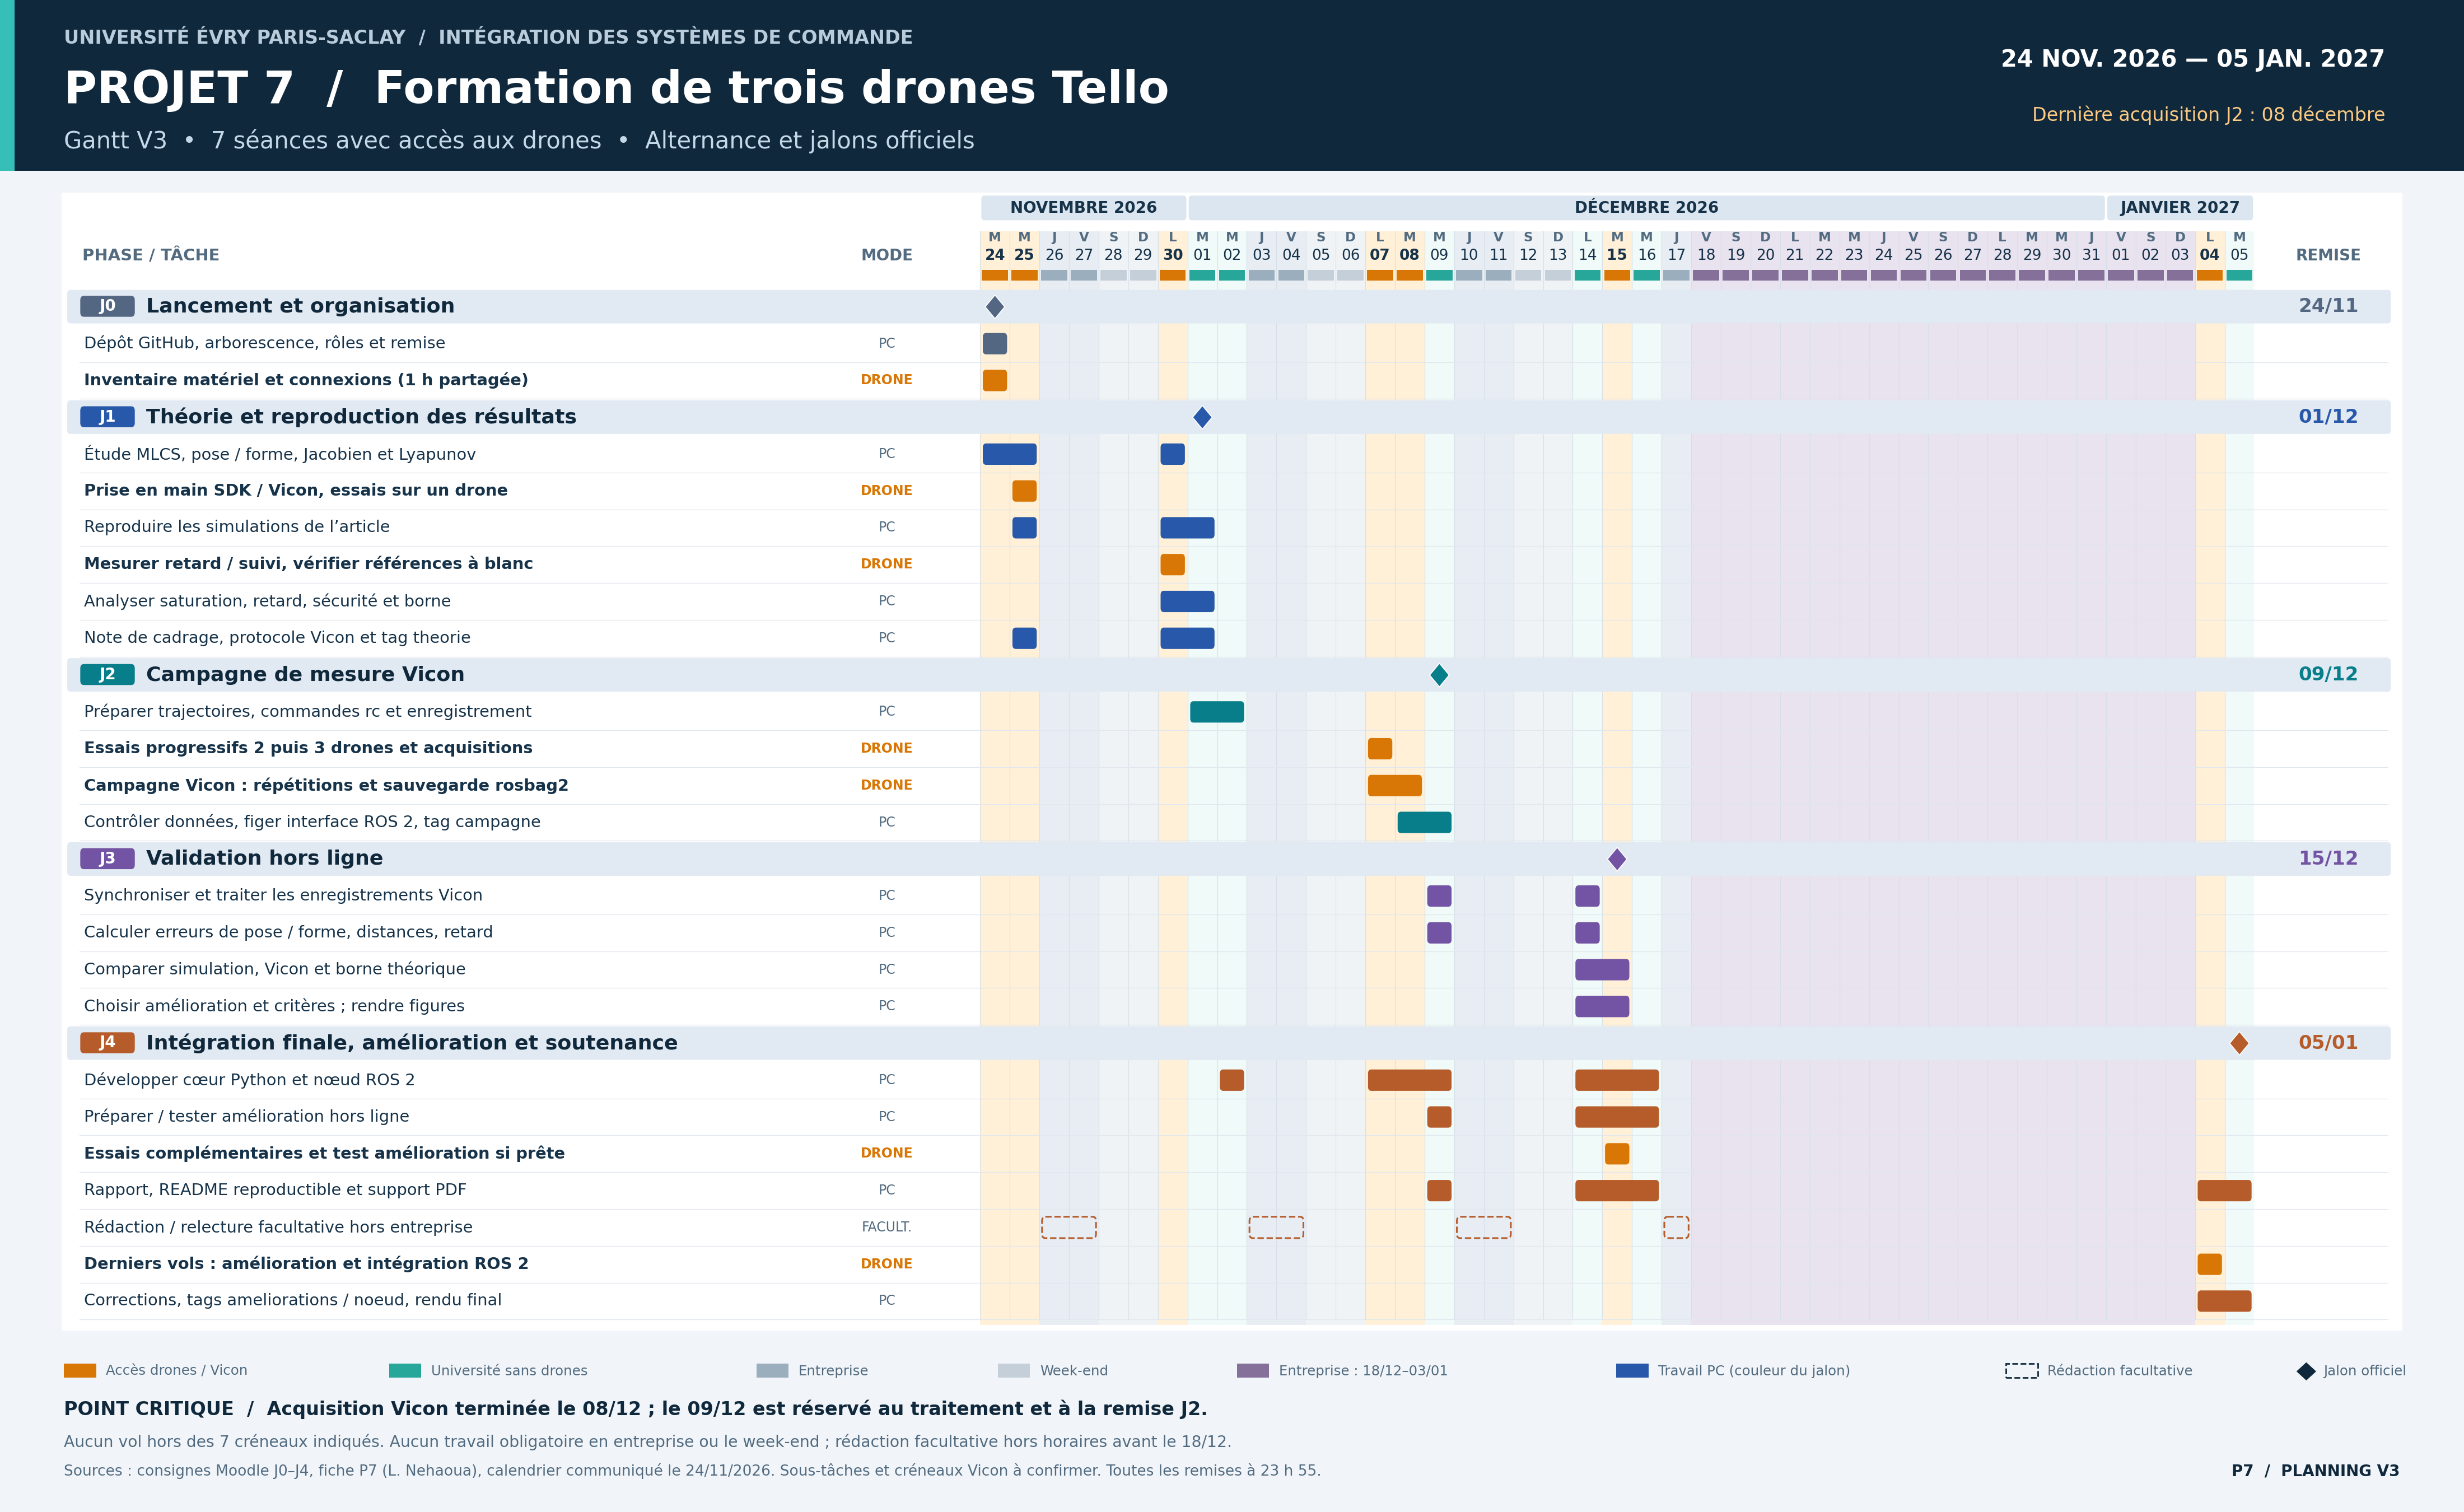 UNIVERSITÉ ÉVRY PARIS-SACLAY / INTÉGRATION DES SYSTÈMES DE COMMANDE
PROJET 7 / Formation de trois drones Tello
Gantt V3 • 7 séances avec accès aux drones • Alternance et jalons officiels
24 NOV. 2026 — 05 JAN. 2027
Dernière acquisition J2 : 08 décembre
NOVEMBRE 2026 DÉCEMBRE 2026 JANVIER 2027
M M J V S D L M M J V S D L M M J V S D L M M J V S D L M M J V S D L M M J V S D L M
PHASE / TÂCHE MODE 24 25 26 27 28 29 30 01 02 03 04 05 06 07 08 09 10 11 12 13 14 15 16 17 18 19 20 21 22 23 24 25 26 27 28 29 30 31 01 02 03 04 05 REMISE
J0 Lancement et organisation 24/11
Dépôt GitHub, arborescence, rôles et remise PC
Inventaire matériel et connexions (1 h partagée) DRONE
J1 Théorie et reproduction des résultats 01/12
Étude MLCS, pose / forme, Jacobien et Lyapunov PC
Prise en main SDK / Vicon, essais sur un drone DRONE
Reproduire les simulations de l’article PC
Mesurer retard / suivi, vérifier références à blanc DRONE
Analyser saturation, retard, sécurité et borne PC
Note de cadrage, protocole Vicon et tag theorie PC
J2 Campagne de mesure Vicon 09/12
Préparer trajectoires, commandes rc et enregistrement PC
Essais progressifs 2 puis 3 drones et acquisitions DRONE
Campagne Vicon : répétitions et sauvegarde rosbag2 DRONE
Contrôler données, figer interface ROS 2, tag campagne PC
J3 Validation hors ligne 15/12
Synchroniser et traiter les enregistrements Vicon PC
Calculer erreurs de pose / forme, distances, retard PC
Comparer simulation, Vicon et borne théorique PC
Choisir amélioration et critères ; rendre figures PC
J4 Intégration finale, amélioration et soutenance 05/01
Développer cœur Python et nœud ROS 2 PC
Préparer / tester amélioration hors ligne PC
Essais complémentaires et test amélioration si prête DRONE
Rapport, README reproductible et support PDF PC
Rédaction / relecture facultative hors entreprise FACULT.
Derniers vols : amélioration et intégration ROS 2 DRONE
Corrections, tags ameliorations / noeud, rendu final PC
Accès drones / Vicon Université sans drones Entreprise Week-end Entreprise : 18/12–03/01 Travail PC (couleur du jalon) Rédaction facultative Jalon officiel
POINT CRITIQUE / Acquisition Vicon terminée le 08/12 ; le 09/12 est réservé au traitement et à la remise J2.
Aucun vol hors des 7 créneaux indiqués. Aucun travail obligatoire en entreprise ou le week-end ; rédaction facultative hors horaires avant le 18/12.
Sources : consignes Moodle J0–J4, fiche P7 (L. Nehaoua), calendrier communiqué le 24/11/2026. Sous-tâches et créneaux Vicon à confirmer. Toutes les remises à 23 h 55.
P7 / PLANNING V3